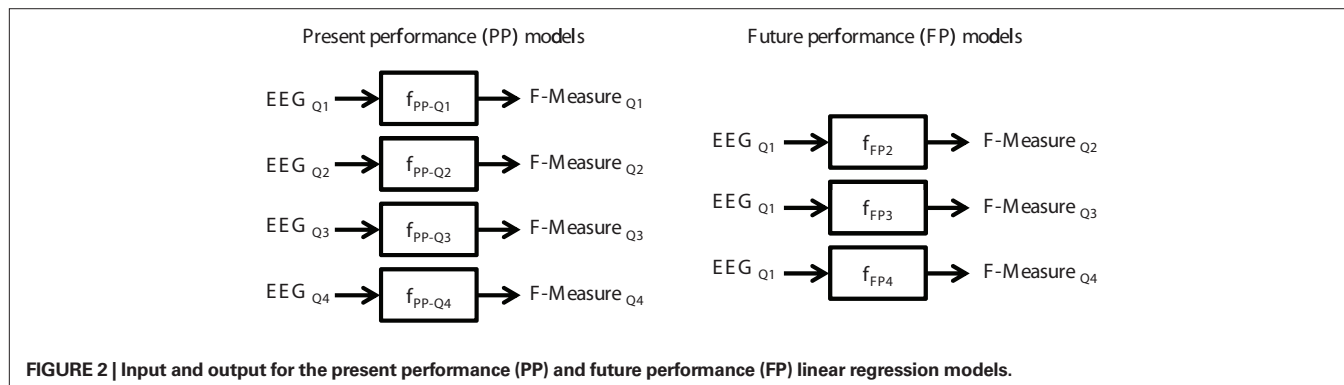 Present performance (PP) models
EEG Q1 f PP-Q1 F-Measure Q1
EEG Q2 f PP-Q2 F-Measure Q2
EEG Q3 f PP-Q3 F-Measure Q3
EEG Q4 f PP-Q4 F-Measure Q4
Future performance (FP) models
EEG Q1 f FP2 F-Measure Q2
EEG Q1 f FP3 F-Measure Q3
EEG Q1 f FP4 F-Measure Q4
FIGURE 2 | Input and output for the present performance (PP) and future performance (FP) linear regression models.